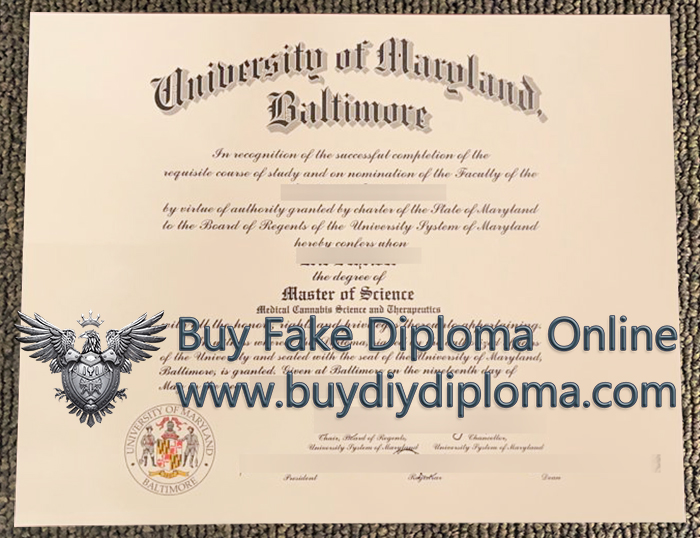 University of Maryland,
Baltimore
In recognition of the successful completion of the
requisite course of study and on nomination of the Faculty of the
by virtue of authority granted by charter of the State of Maryland
to the Board of Regents of the University System of Maryland
hereby confers upon
the degree of
Master of Science
Medical Cannabis Science and Therapeutics
Buy Fake Diploma Online
of the University and sealed with the seal of the University of Maryland,
Baltimore, is granted. Given at Baltimore on the nineteenth day of
www.buydiydiploma.com
UNIVERSITY OF MARYLAND
BALTIMORE
Chair, Board of Regents, Chancellor,
University System of Maryland University System of Maryland
President Registrar Dean